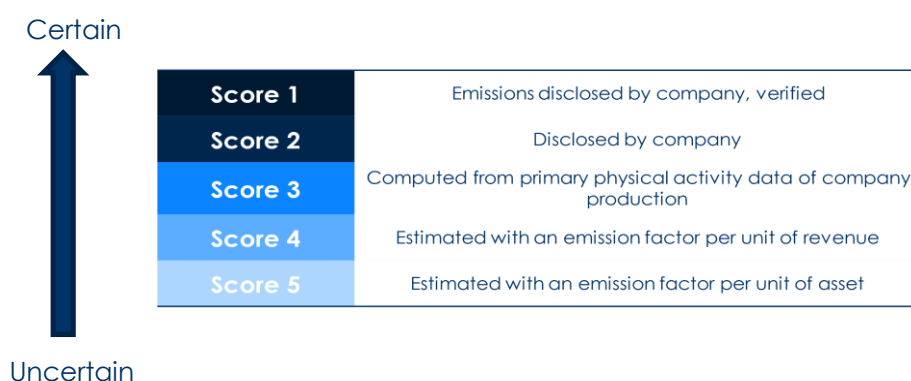 Certain
Score 1 Emissions disclosed by company, verified
Score 2 Disclosed by company
Score 3 Computed from primary physical activity data of company
production
Score 4 Estimated with an emission factor per unit of revenue
Score 5 Estimated with an emission factor per unit of asset
Uncertain